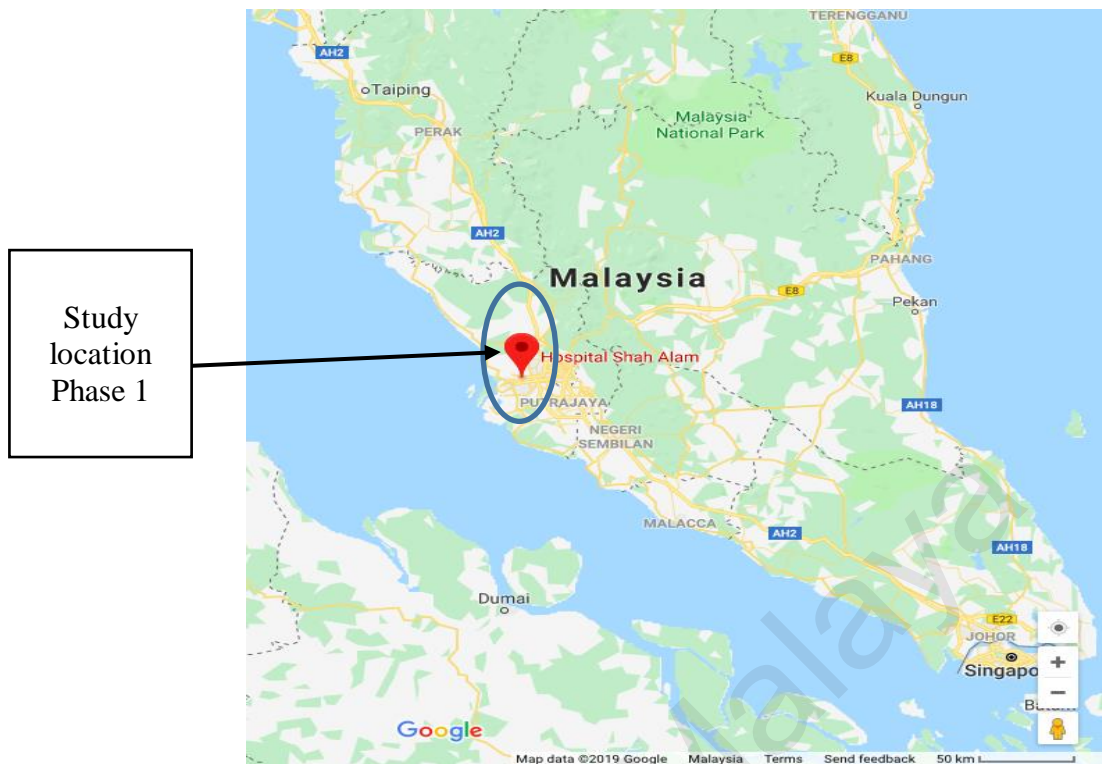 TERENGGANU
AH2
E8
Taiping
Kuala Dungun
Malaysia
National Park
PERAK
AH2
PAHANG
Malaysia
E8
Pekan
Study
location
Phase 1
Hospital Shah Alam
PUTRAJAYA
AH18
NEGERI
SEMBILAN
MALACCA
AH2
AH18
Dumai
E22
JOHOR
Singapo
Google
Map data ©2019 Google Malaysia Terms Send feedback 50 km
Malaya